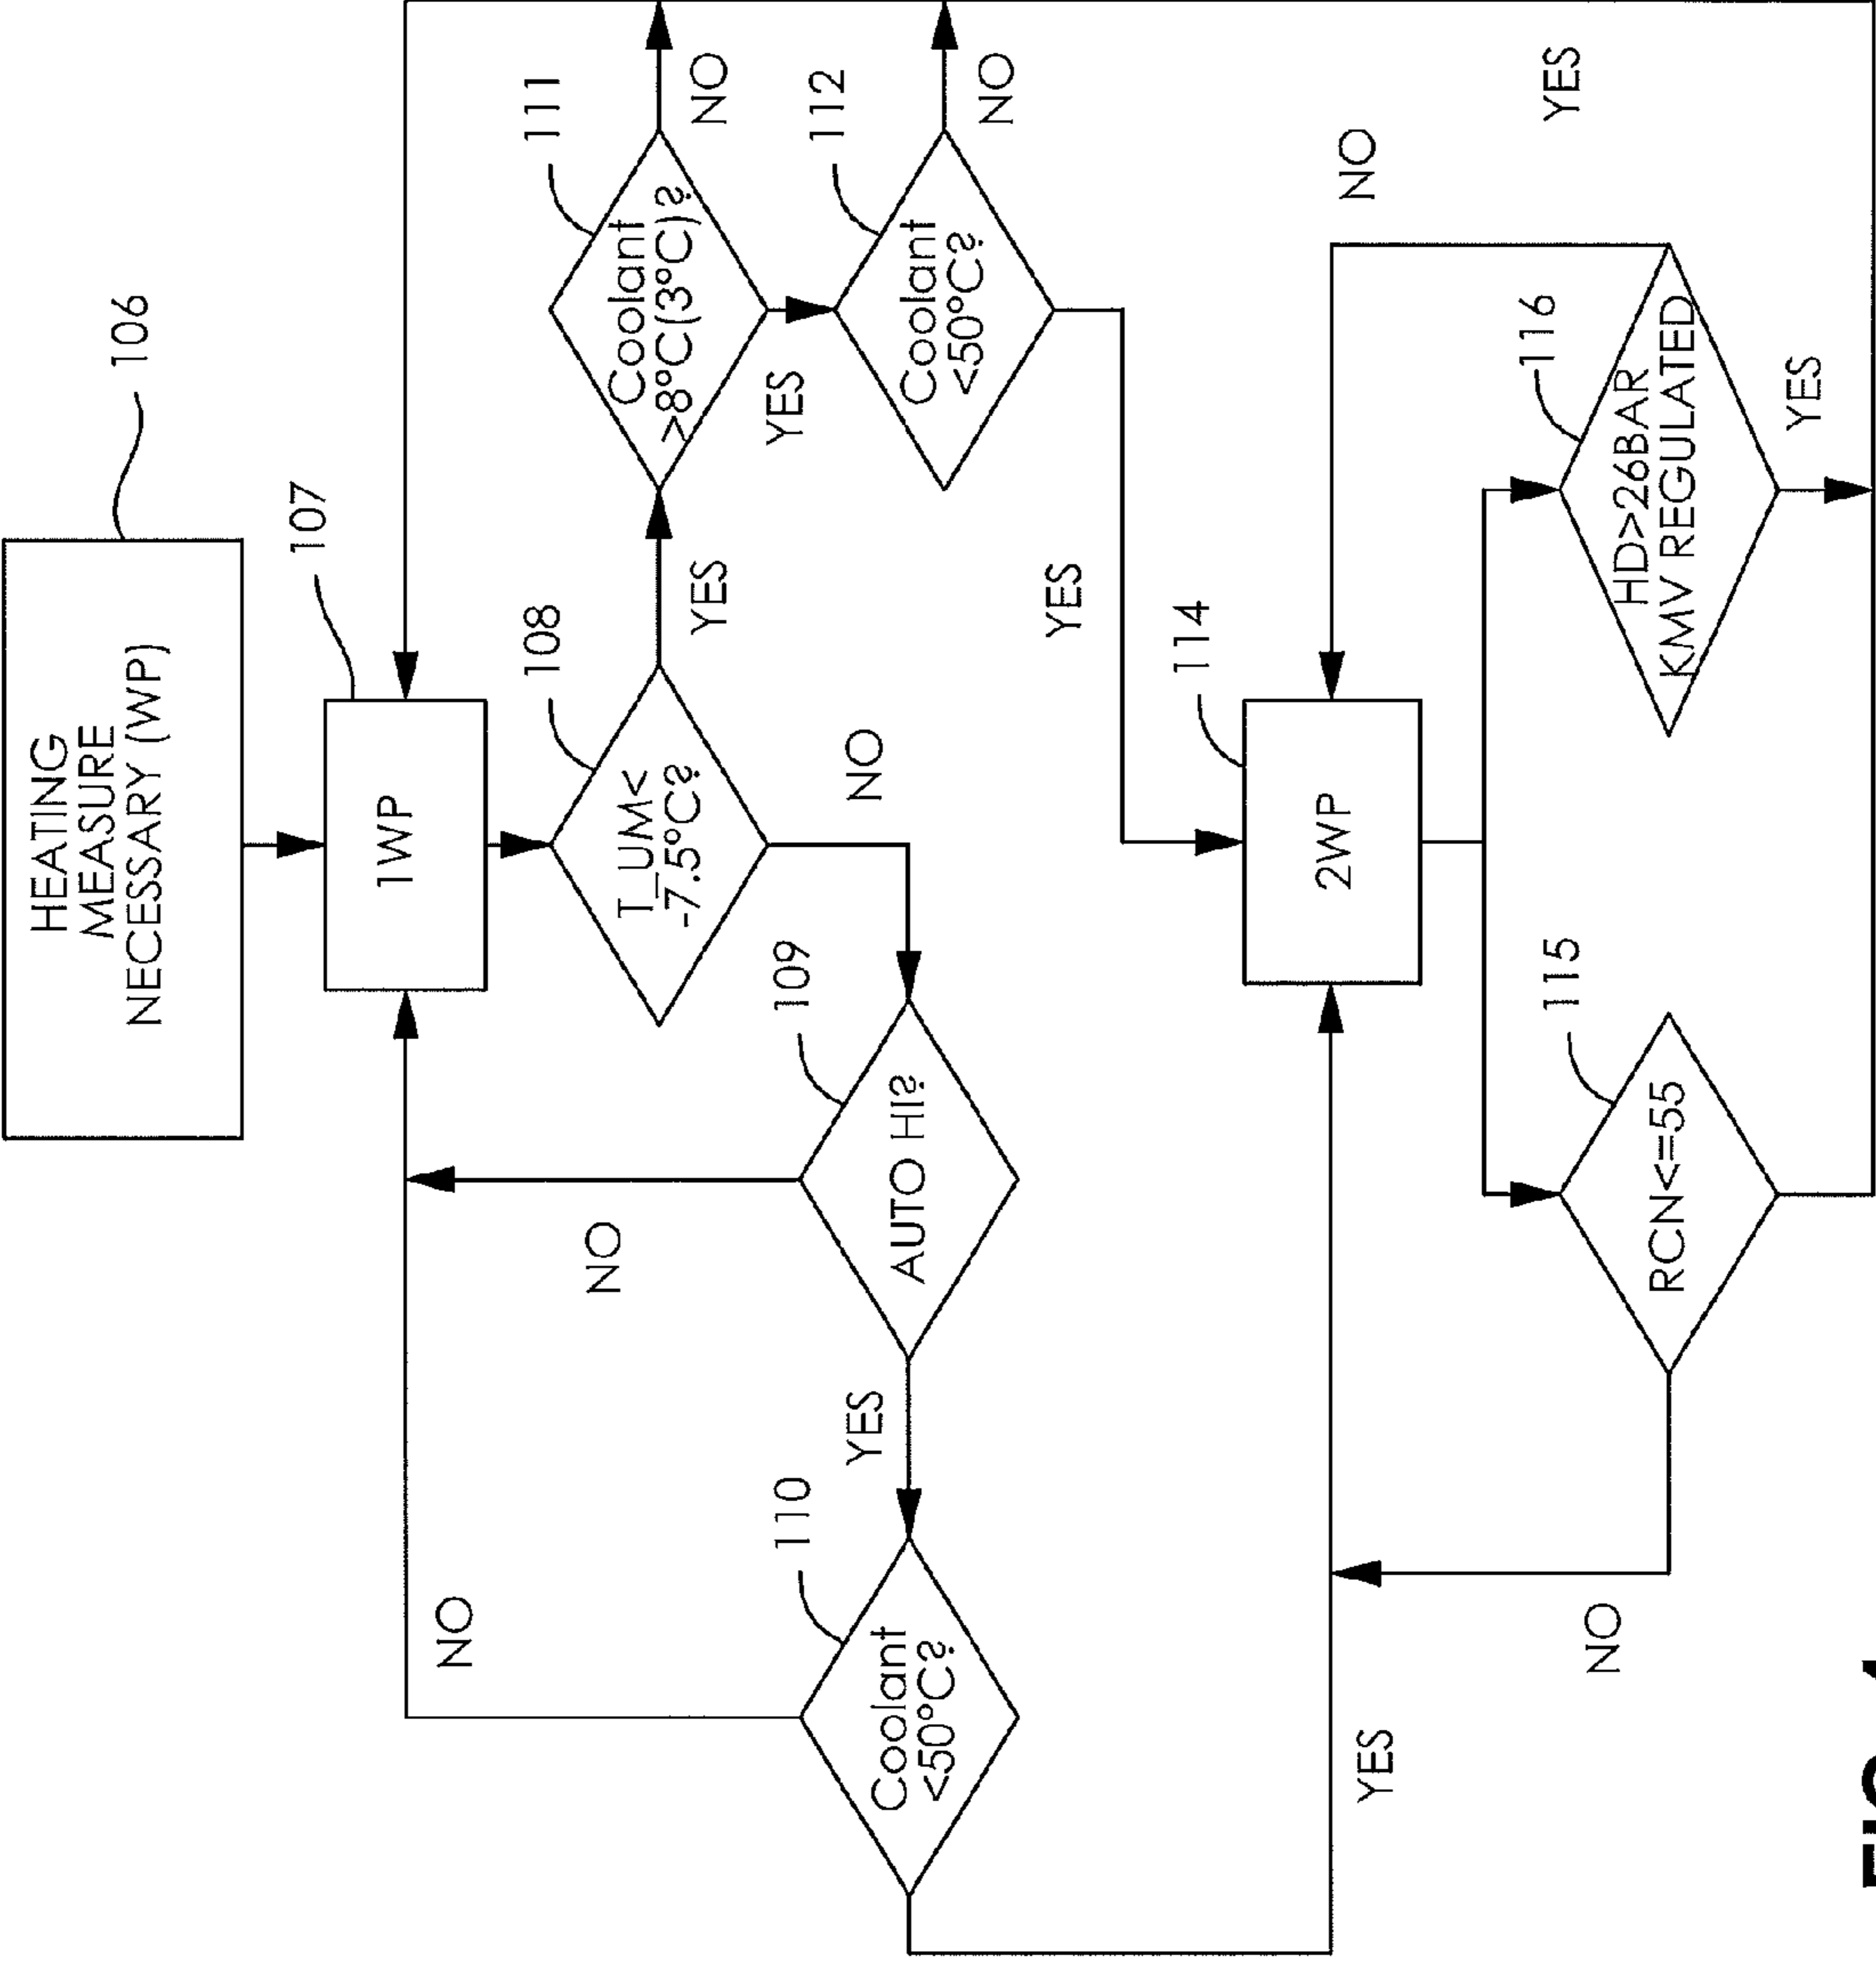 HEATING
MEASURE
NECESSARY (WP)
106
1WP
107
T_UM<
-7.5°C?
108
YES
NO
Coolant
>8°C(3°C)?
111
NO
YES
Coolant
<50°C?
112
NO
YES
AUTO HI?
109
NO
YES
Coolant
<50°C?
110
NO
YES
2WP
114
RCN<=55
115
NO
HD>26BAR
KMV REGULATED
116
NO
YES
YES